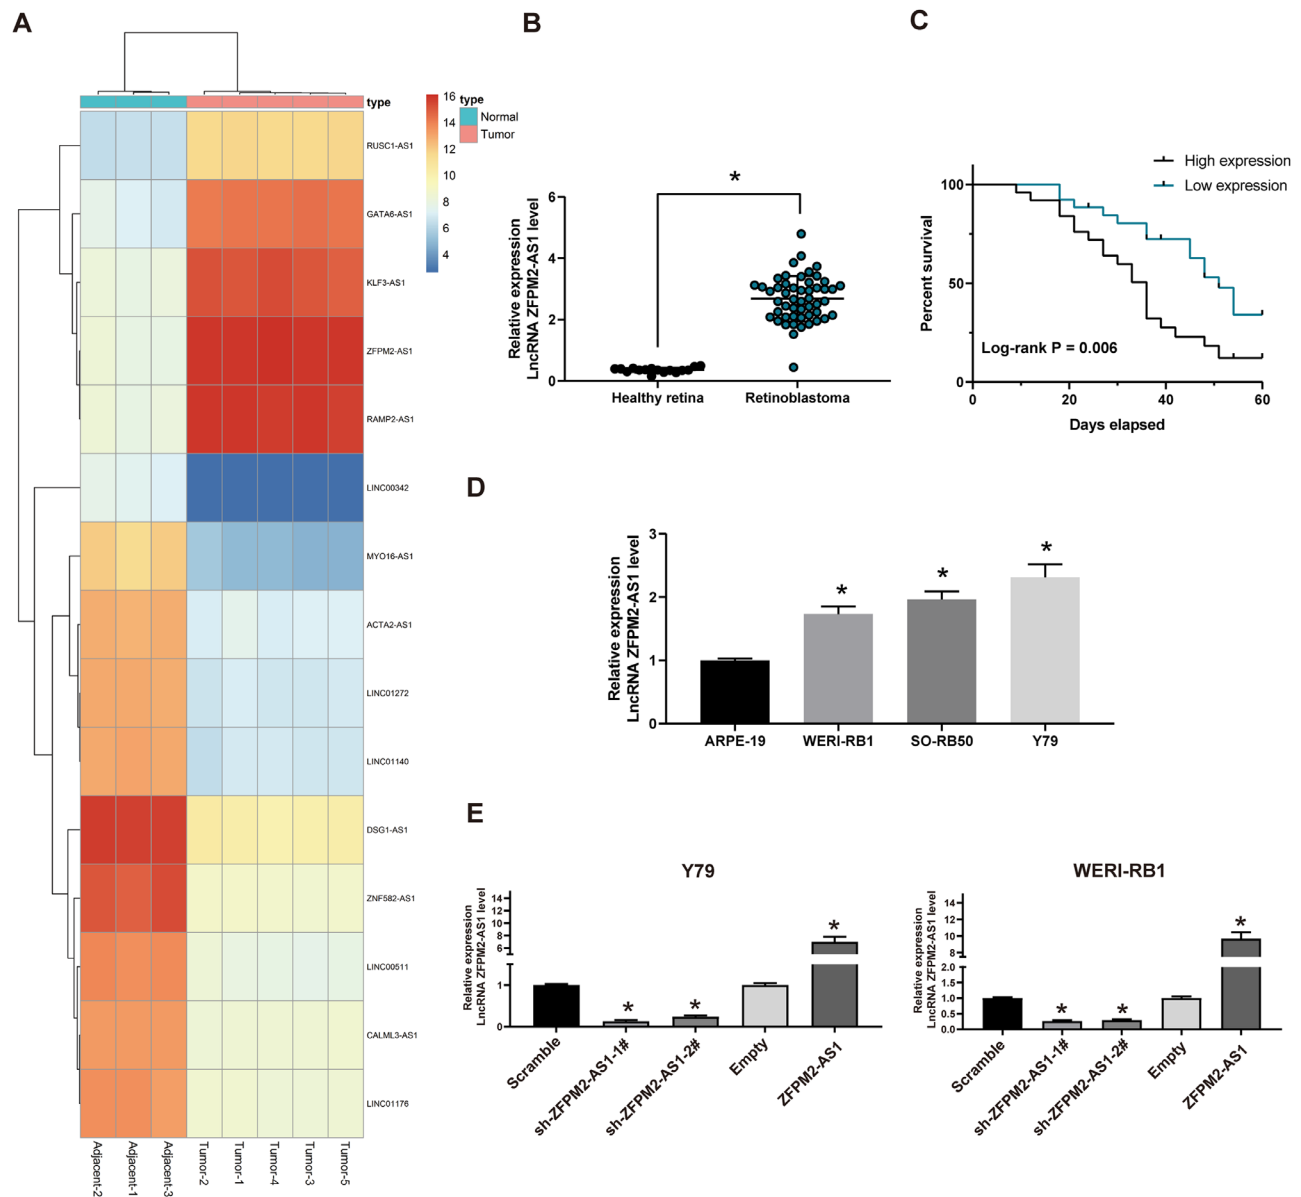 A
type
16
14
12
10
8
6
4
type
Normal
Tumor
RUSC1-AS1
GATA6-AS1
KLF3-AS1
ZFPM2-AS1
RAMP2-AS1
LINC00342
MYO16-AS1
ACTA2-AS1
LINC01272
LINC01140
DSG1-AS1
ZNF582-AS1
LINC00511
CALML3-AS1
LINC01176
Adjacent-2
Adjacent-1
Adjacent-3
Tumor-2
Tumor-1
Tumor-4
Tumor-3
Tumor-5
B
Relative expression
LncRNA ZFPM2-AS1 level
6
4
2
0
*
Healthy retina
Retinoblastoma
C
High expression
Low expression
Percent survival
100
50
0
Log-rank P = 0.006
0
20
40
60
Days elapsed
D
Relative expression
LncRNA ZFPM2-AS1 level
3
2
1
0
*
*
*
ARPE-19
WERI-RB1
SO-RB50
Y79
E
Y79
Relative expression
LncRNA ZFPM2-AS1 level
14
12
10
8
6
1
0
*
*
*
Scramble
sh-ZFPM2-AS1-1#
sh-ZFPM2-AS1-2#
Empty
ZFPM2-AS1
WERI-RB1
Relative expression
LncRNA ZFPM2-AS1 level
14
12
10
8
2.0
1.5
1.0
0.5
0.0
*
*
*
Scramble
sh-ZFPM2-AS1-1#
sh-ZFPM2-AS1-2#
Empty
ZFPM2-AS1